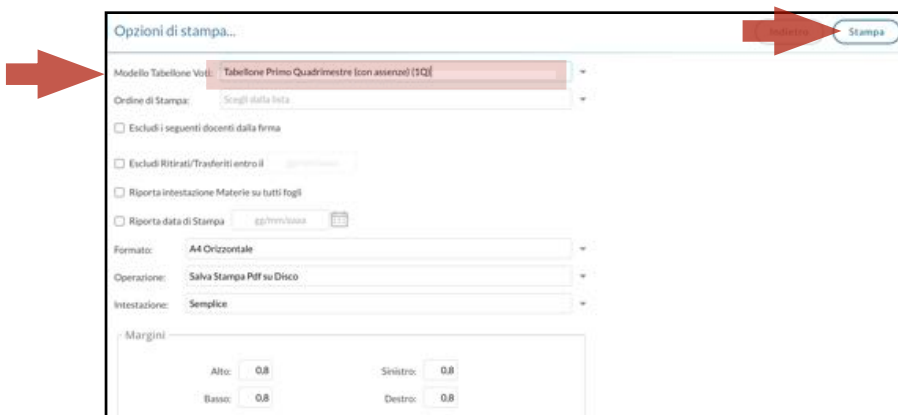 Opzioni di stampa...
Indietro Stampa
Modello Tabellone Voti: Tabellone Primo Quadrimestre (con assenze) (1Q)
Ordine di Stampa: Scegli dalla lista
Escludi i seguenti docenti dalla firma
Escludi Ritirati/Trasferiti entro il gg/mm/aaaa
Riporta intestazione Materie su tutti fogli
Riporta data di Stampa gg/mm/aaaa
Formato: A4 Orizzontale
Operazione: Salva Stampa Pdf su Disco
Intestazione: Semplice
Margini
Alto: 0,8 Sinistro: 0,8
Basso: 0,8 Destro: 0,8